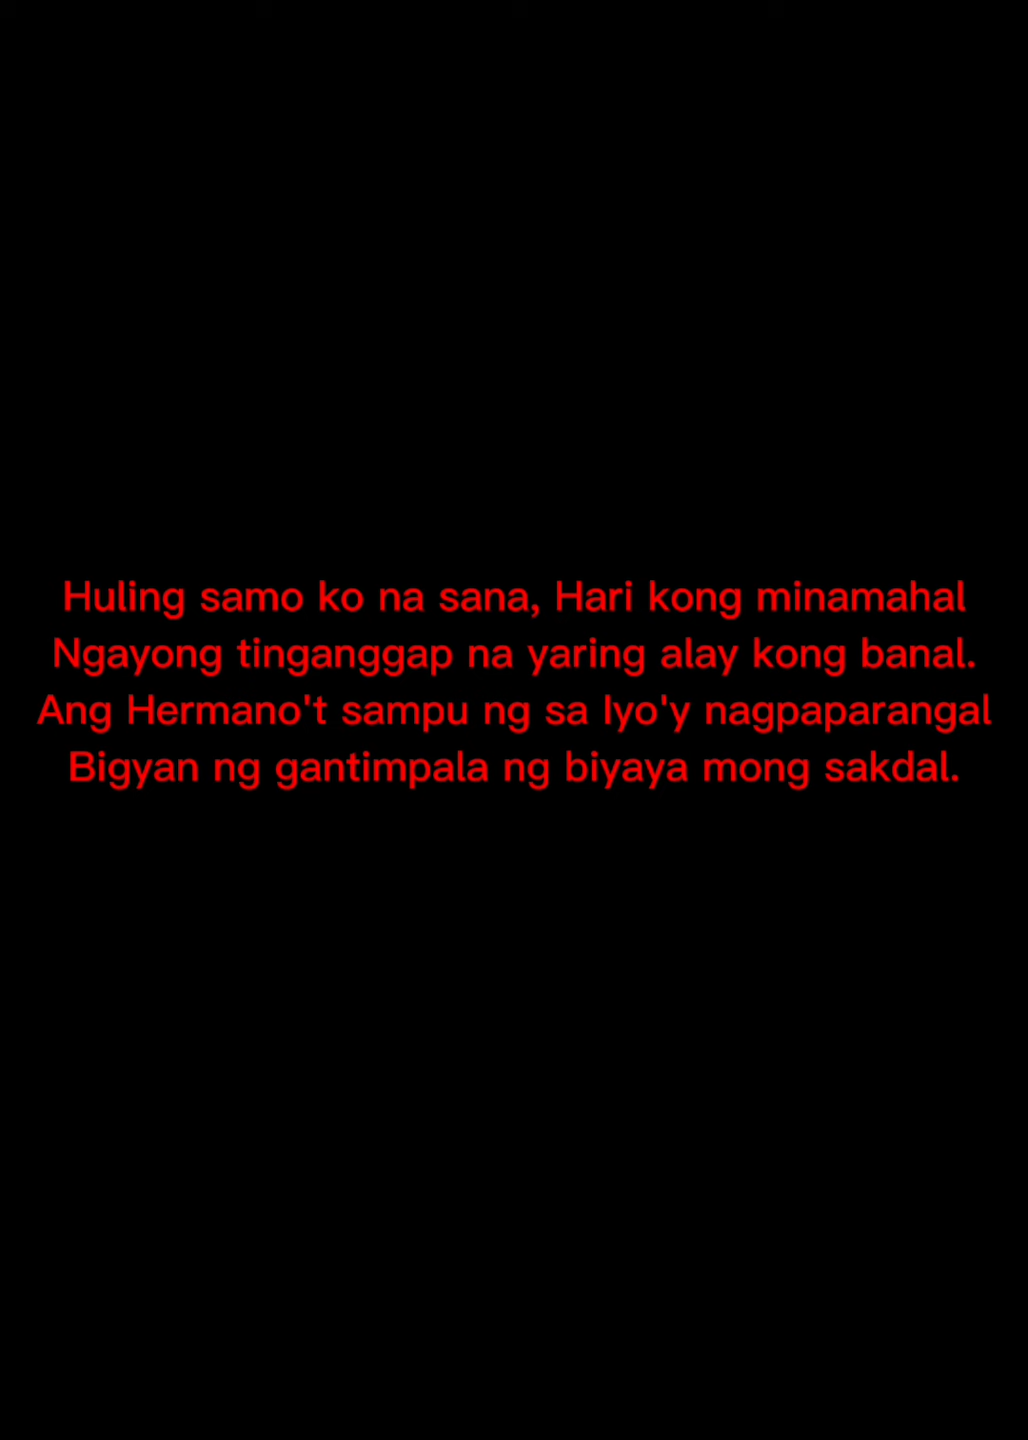 Huling samo ko na sana, Hari kong minamahal
Ngayong tinganggap na yaring alay kong banal.
Ang Hermano't sampu ng sa Iyo'y nagpaparangal
Bigyan ng gantimpala ng biyaya mong sakdal.